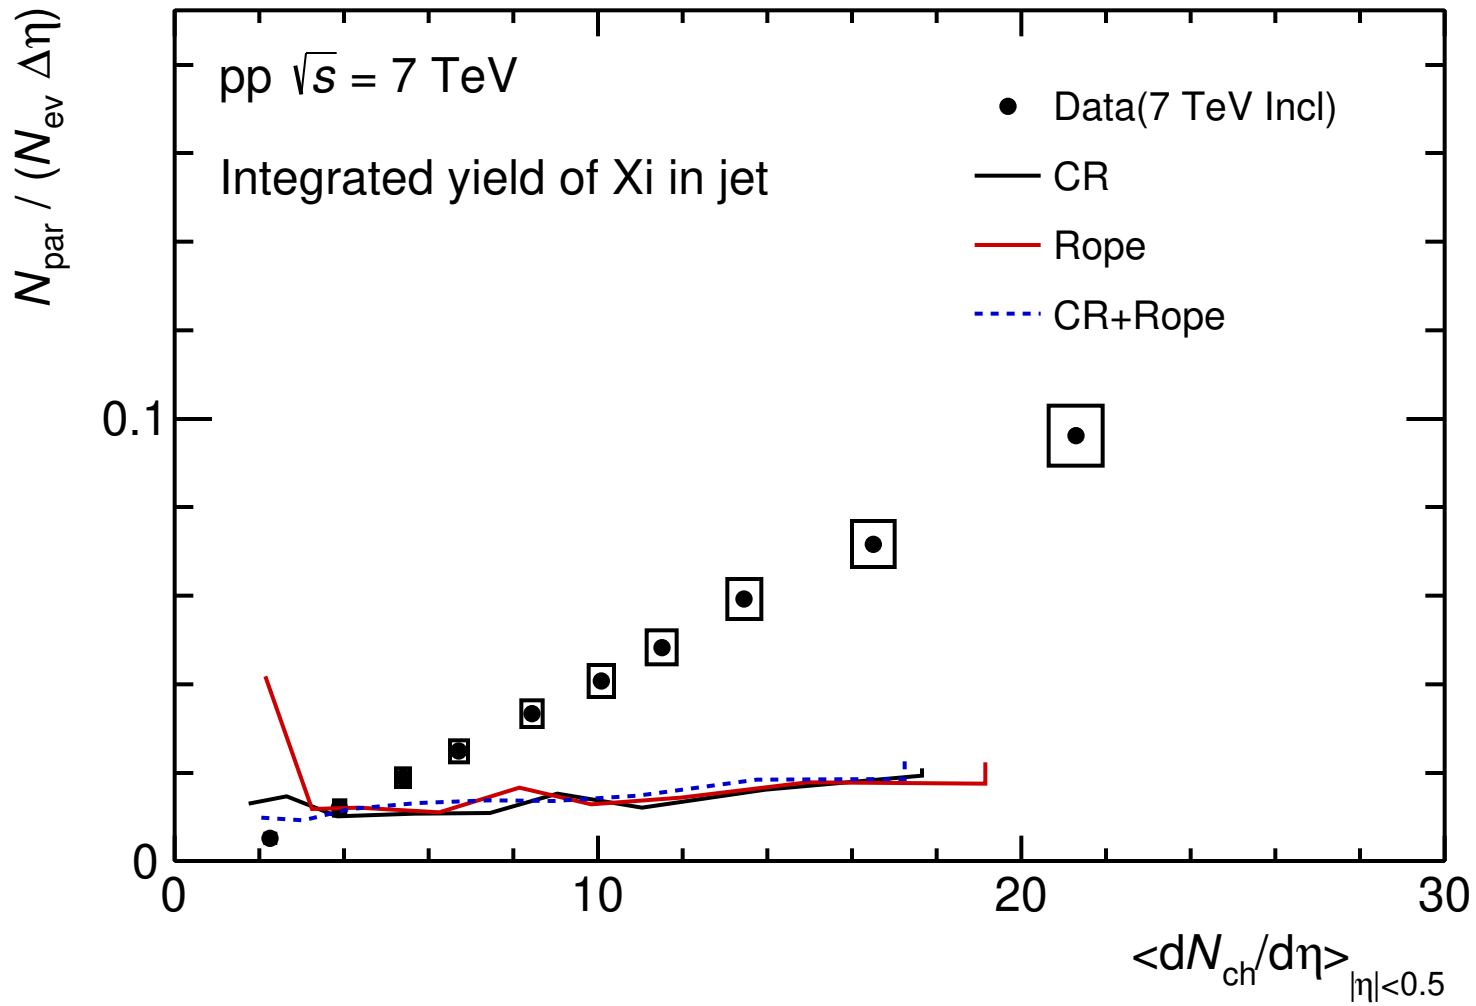 N_par / (N_ev Δη)
pp √s = 7 TeV
Integrated yield of Xi in jet
Data(7 TeV Incl)
CR
Rope
CR+Rope
0.1
0
0 10 20 30
<dN_ch/dη>_|η|<0.5